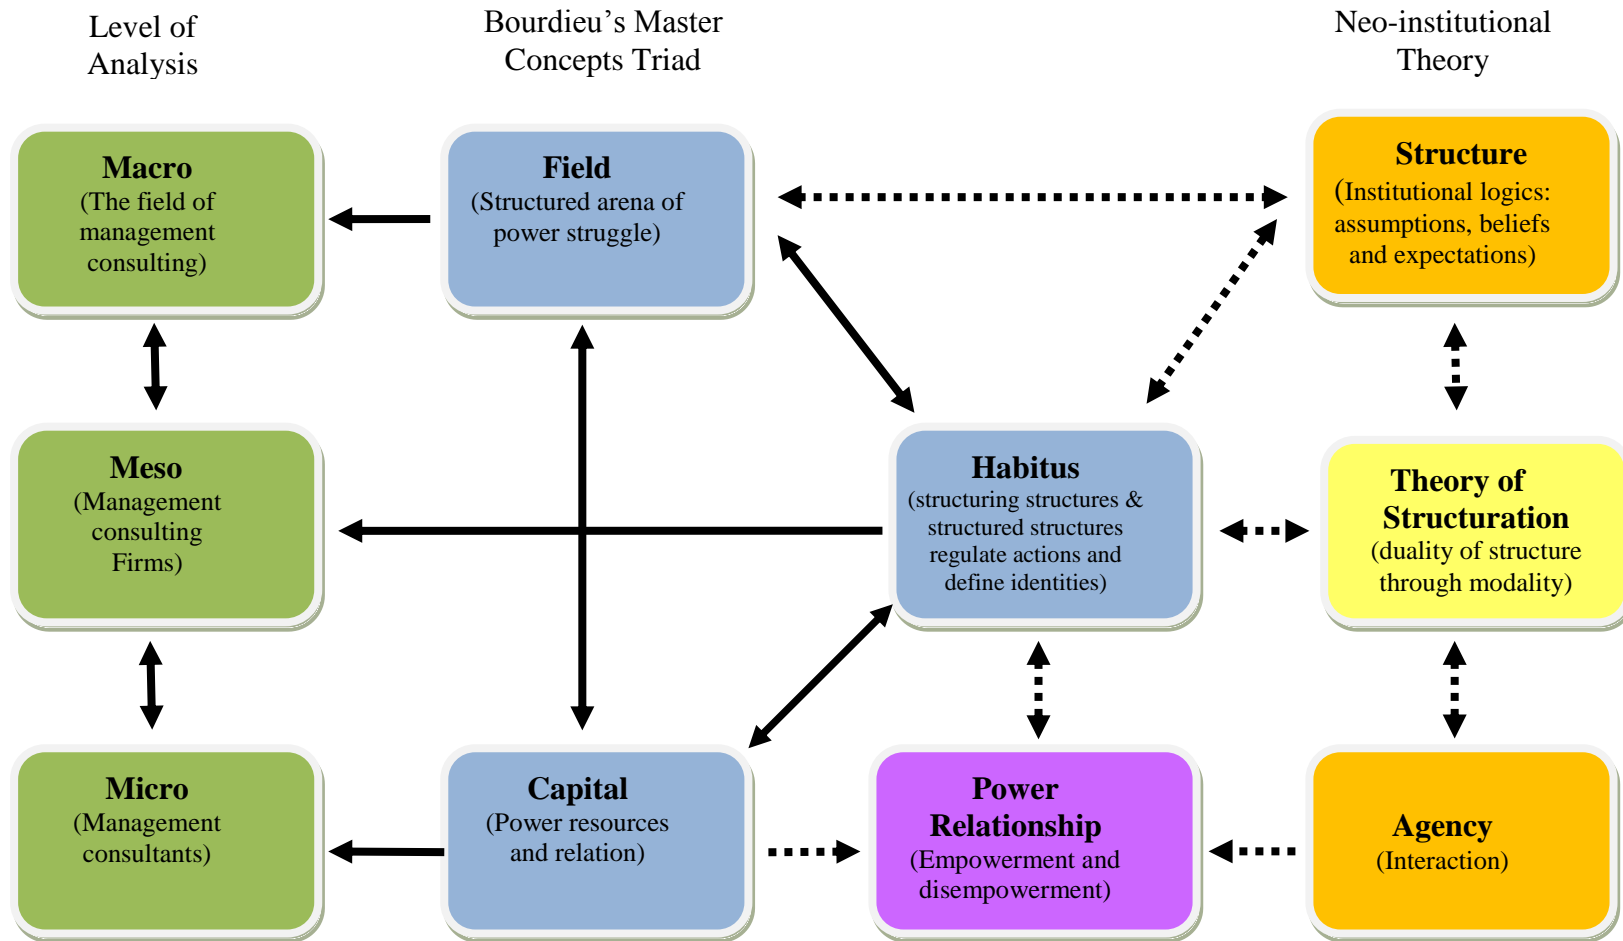 Level of
Analysis
Bourdieu’s Master
Concepts Triad
Neo-institutional
Theory
Macro
(The field of
management
consulting)
Field
(Structured arena of
power struggle)
Structure
(Institutional logics:
assumptions, beliefs
and expectations)
Meso
(Management
consulting
Firms)
Habitus
(structuring structures &
structured structures
regulate actions and
define identities)
Theory of
Structuration
(duality of structure
through modality)
Micro
(Management
consultants)
Capital
(Power resources
and relation)
Power
Relationship
(Empowerment and
disempowerment)
Agency
(Interaction)